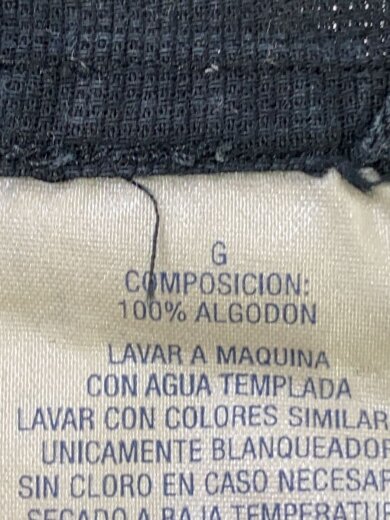 G
COMPOSICION:
100% ALGODON
LAVAR A MAQUINA
CON AGUA TEMPLADA
LAVAR CON COLORES SIMILAR
UNICAMENTE BLANQUEADOR
SIN CLORO EN CASO NECESAR
SECADO A BAJA TEMPERATU